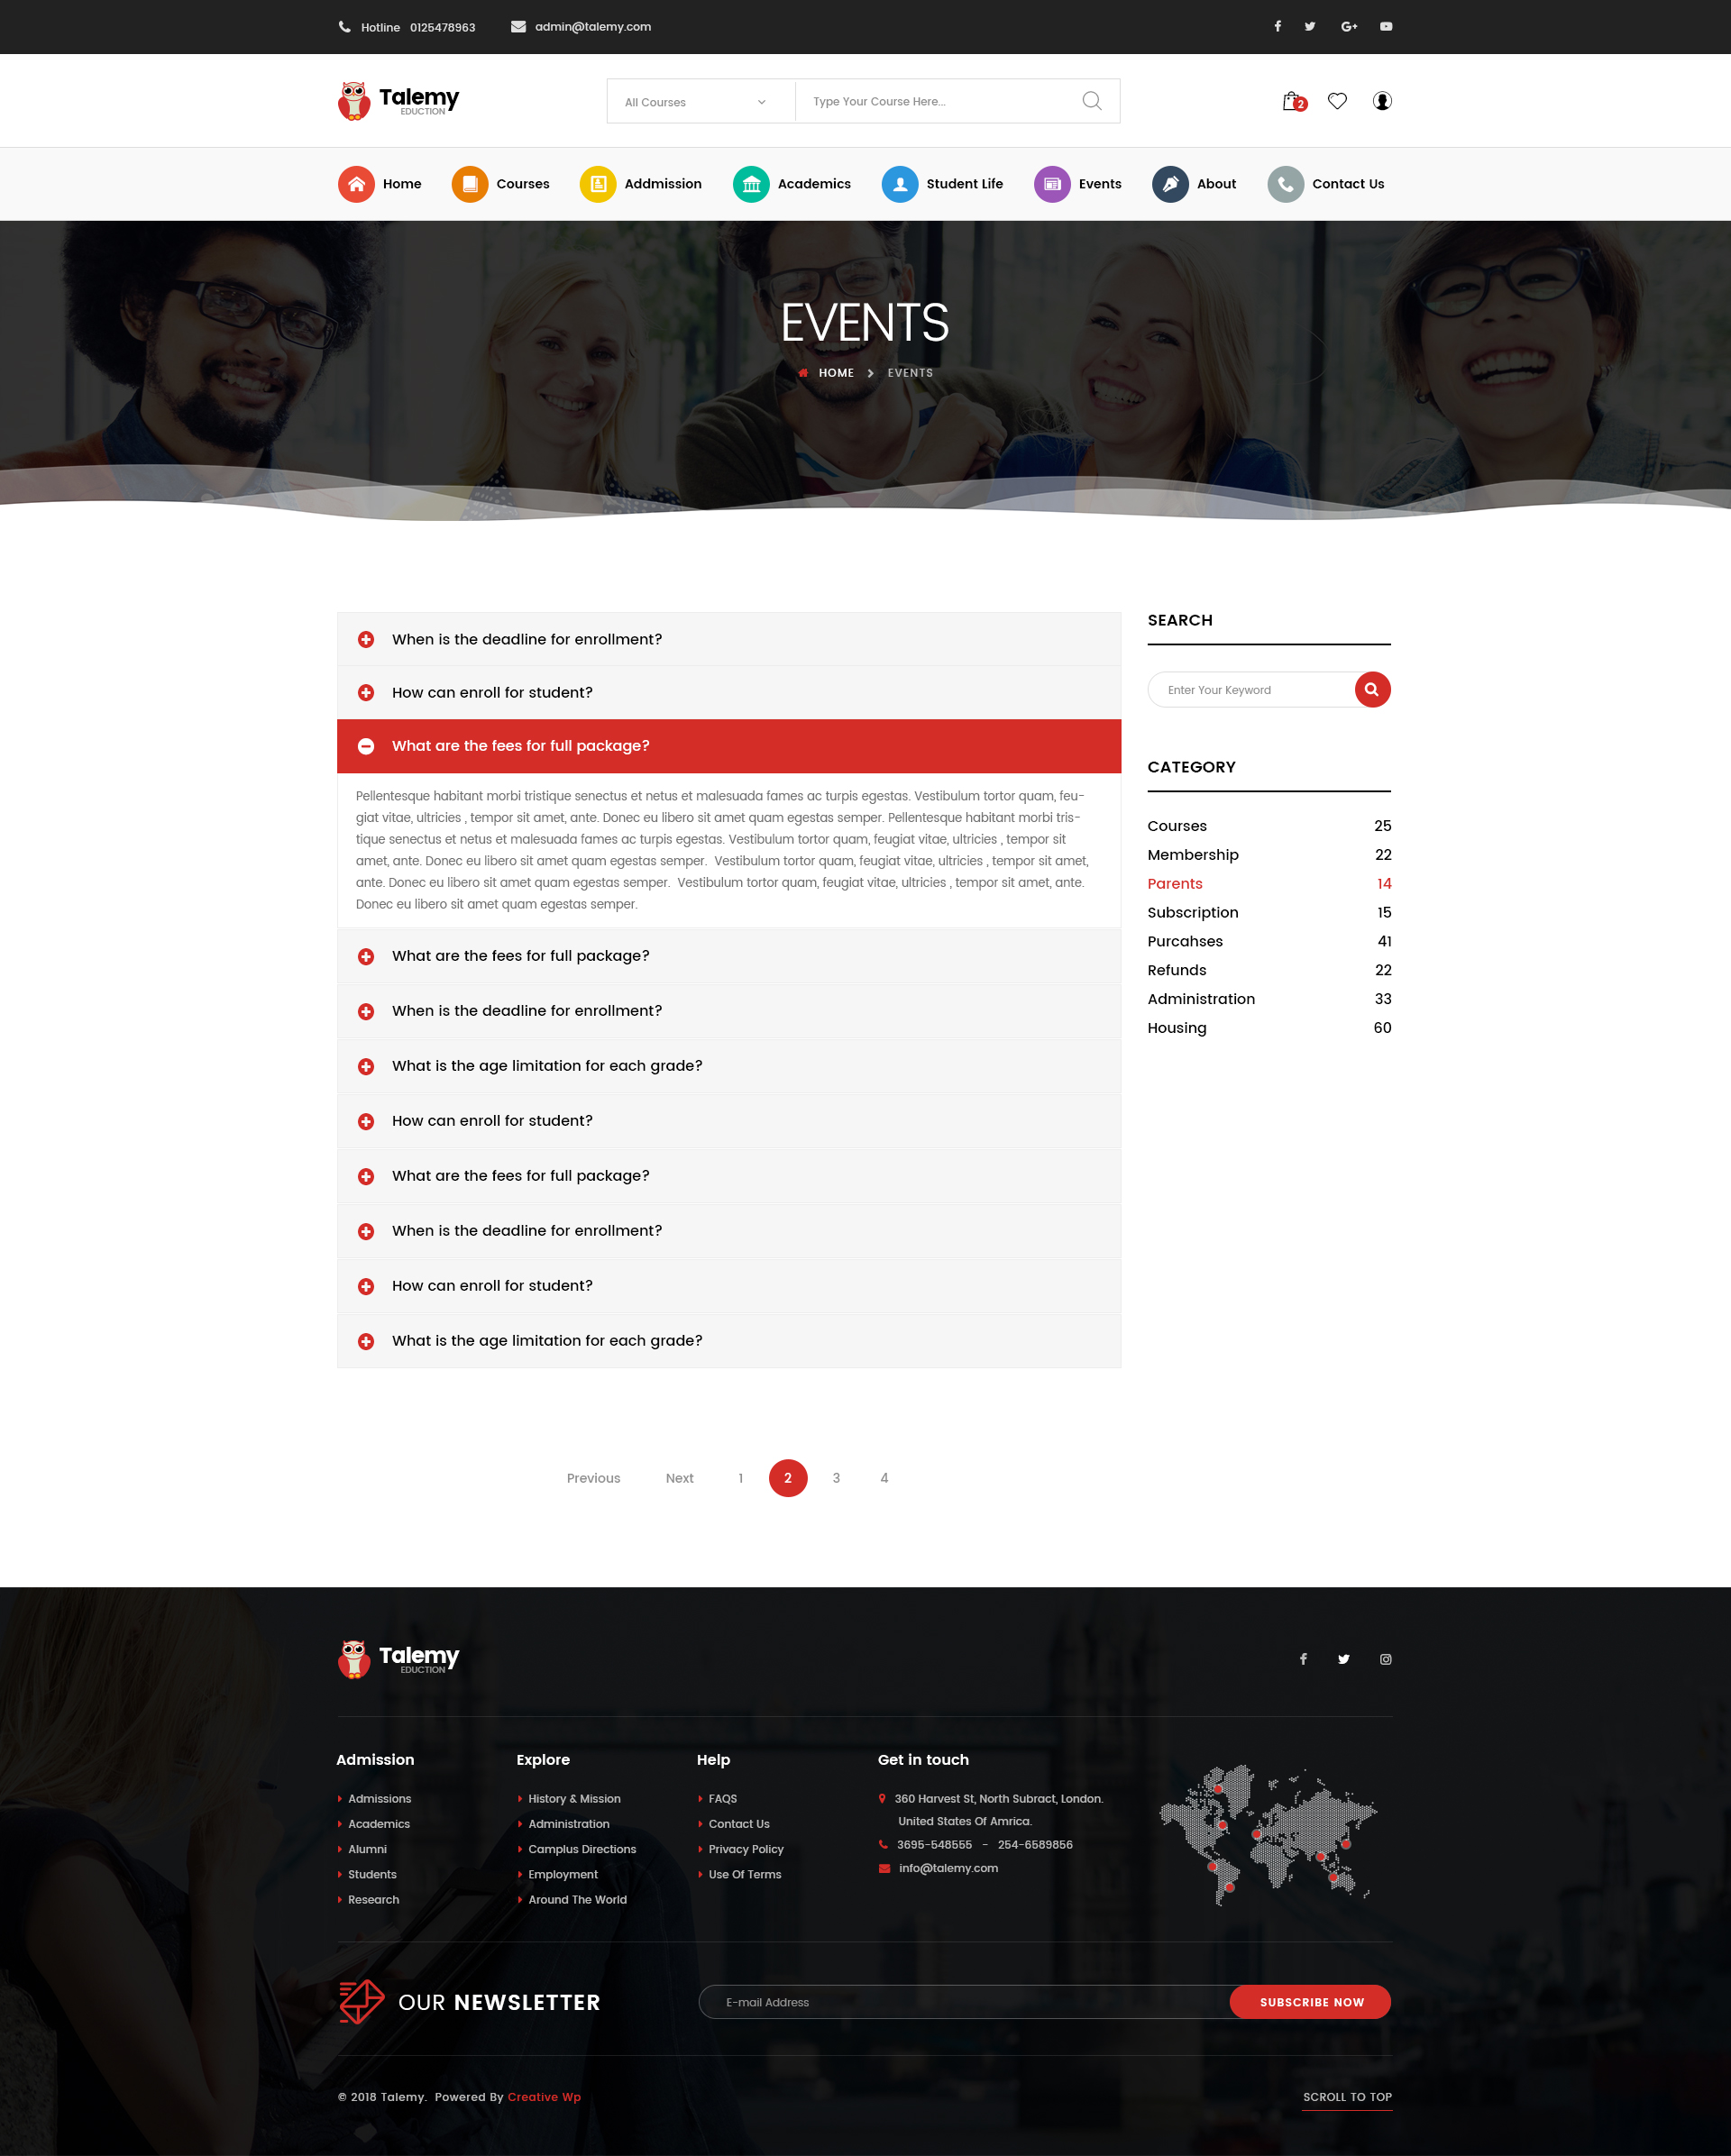 Hotline 0125478963 admin@talemy.com
Talemy
EDUCTION
All Courses Type Your Course Here... 2
Home Courses Addmission Academics Student Life Events About Contact Us
EVENTS
HOME EVENTS
When is the deadline for enrollment?
How can enroll for student?
What are the fees for full package?
Pellentesque habitant morbi tristique senectus et netus et malesuada fames ac turpis egestas. Vestibulum tortor quam, feu-
giat vitae, ultricies , tempor sit amet, ante. Donec eu libero sit amet quam egestas semper. Pellentesque habitant morbi tris-
tique senectus et netus et malesuada fames ac turpis egestas. Vestibulum tortor quam, feugiat vitae, ultricies , tempor sit
amet, ante. Donec eu libero sit amet quam egestas semper. Vestibulum tortor quam, feugiat vitae, ultricies , tempor sit amet,
ante. Donec eu libero sit amet quam egestas semper. Vestibulum tortor quam, feugiat vitae, ultricies , tempor sit amet, ante.
Donec eu libero sit amet quam egestas semper.
What are the fees for full package?
When is the deadline for enrollment?
What is the age limitation for each grade?
How can enroll for student?
What are the fees for full package?
When is the deadline for enrollment?
How can enroll for student?
What is the age limitation for each grade?
Previous Next 1 2 3 4
SEARCH
Enter Your Keyword
CATEGORY
Courses 25
Membership 22
Parents 14
Subscription 15
Purcahses 41
Refunds 22
Administration 33
Housing 60
Talemy
EDUCTION
Admission
Admissions
Academics
Alumni
Students
Research
Explore
History & Mission
Administration
Camplus Directions
Employment
Around The World
Help
FAQS
Contact Us
Privacy Policy
Use Of Terms
Get in touch
360 Harvest St, North Subract, London.
United States Of Amrica.
3695-548555 - 254-6589856
info@talemy.com
OUR NEWSLETTER
E-mail Address SUBSCRIBE NOW
© 2018 Talemy. Powered By Creative Wp
SCROLL TO TOP